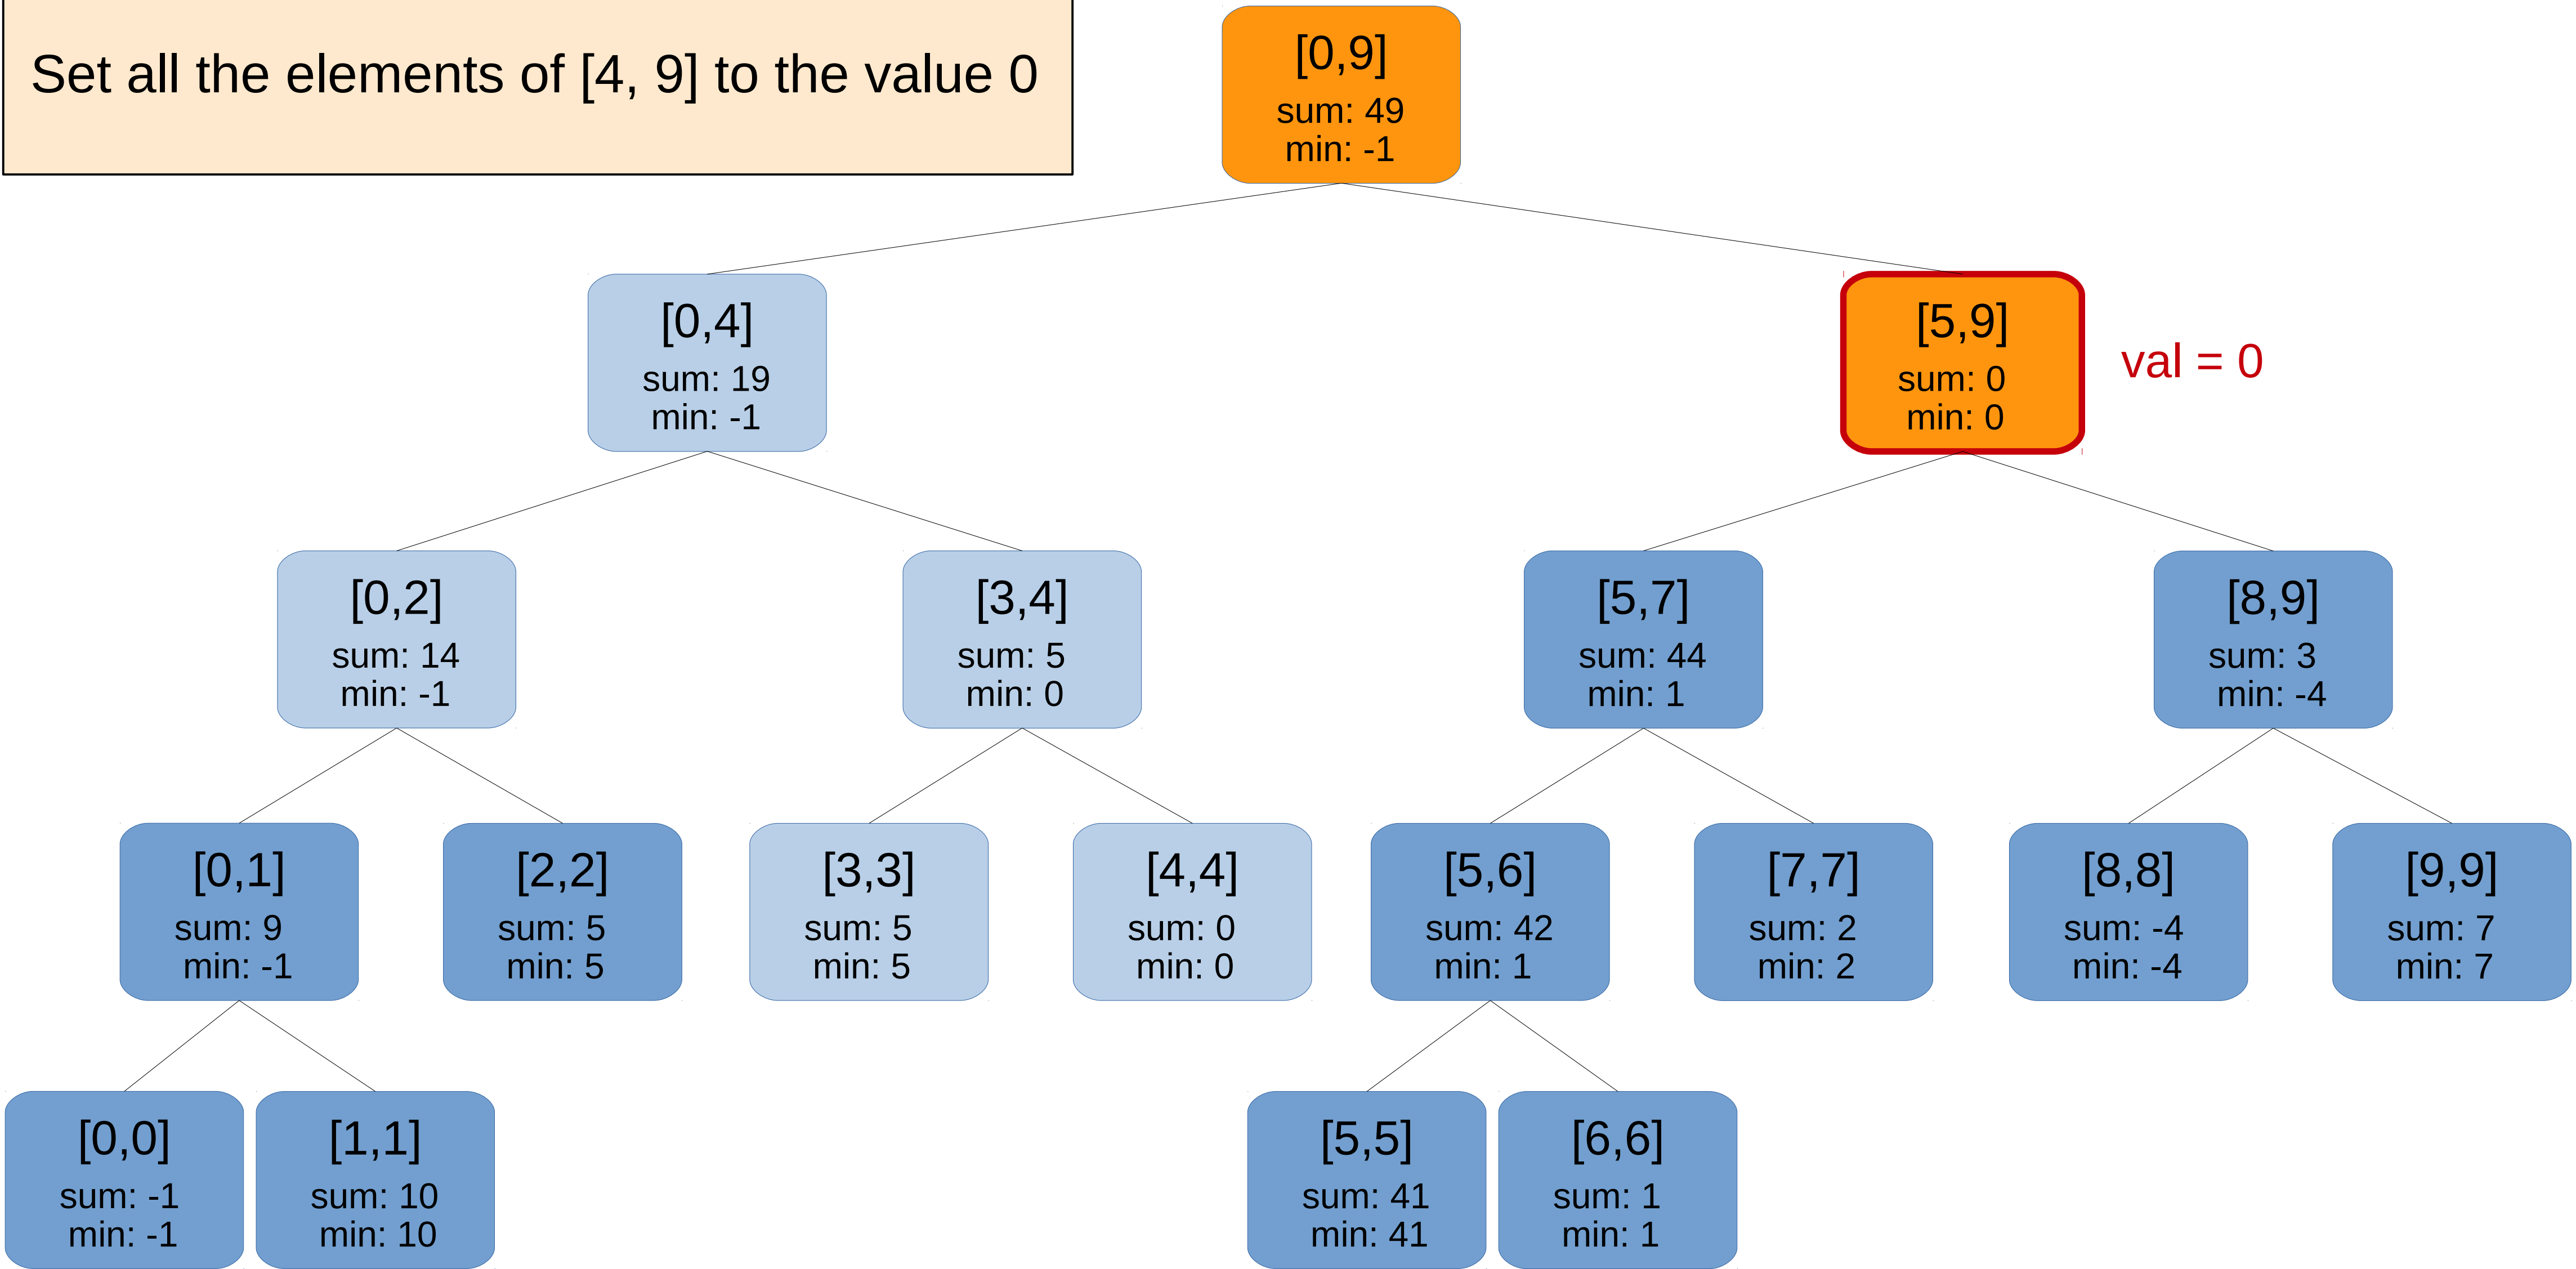 Set all the elements of [4, 9] to the value 0
[0,9]
sum: 49
min: -1
[0,4]
sum: 19
min: -1
[5,9]
sum: 0
min: 0
val = 0
[0,2]
sum: 14
min: -1
[3,4]
sum: 5
min: 0
[5,7]
sum: 44
min: 1
[8,9]
sum: 3
min: -4
[0,1]
sum: 9
min: -1
[2,2]
sum: 5
min: 5
[3,3]
sum: 5
min: 5
[4,4]
sum: 0
min: 0
[5,6]
sum: 42
min: 1
[7,7]
sum: 2
min: 2
[8,8]
sum: -4
min: -4
[9,9]
sum: 7
min: 7
[0,0]
sum: -1
min: -1
[1,1]
sum: 10
min: 10
[5,5]
sum: 41
min: 41
[6,6]
sum: 1
min: 1